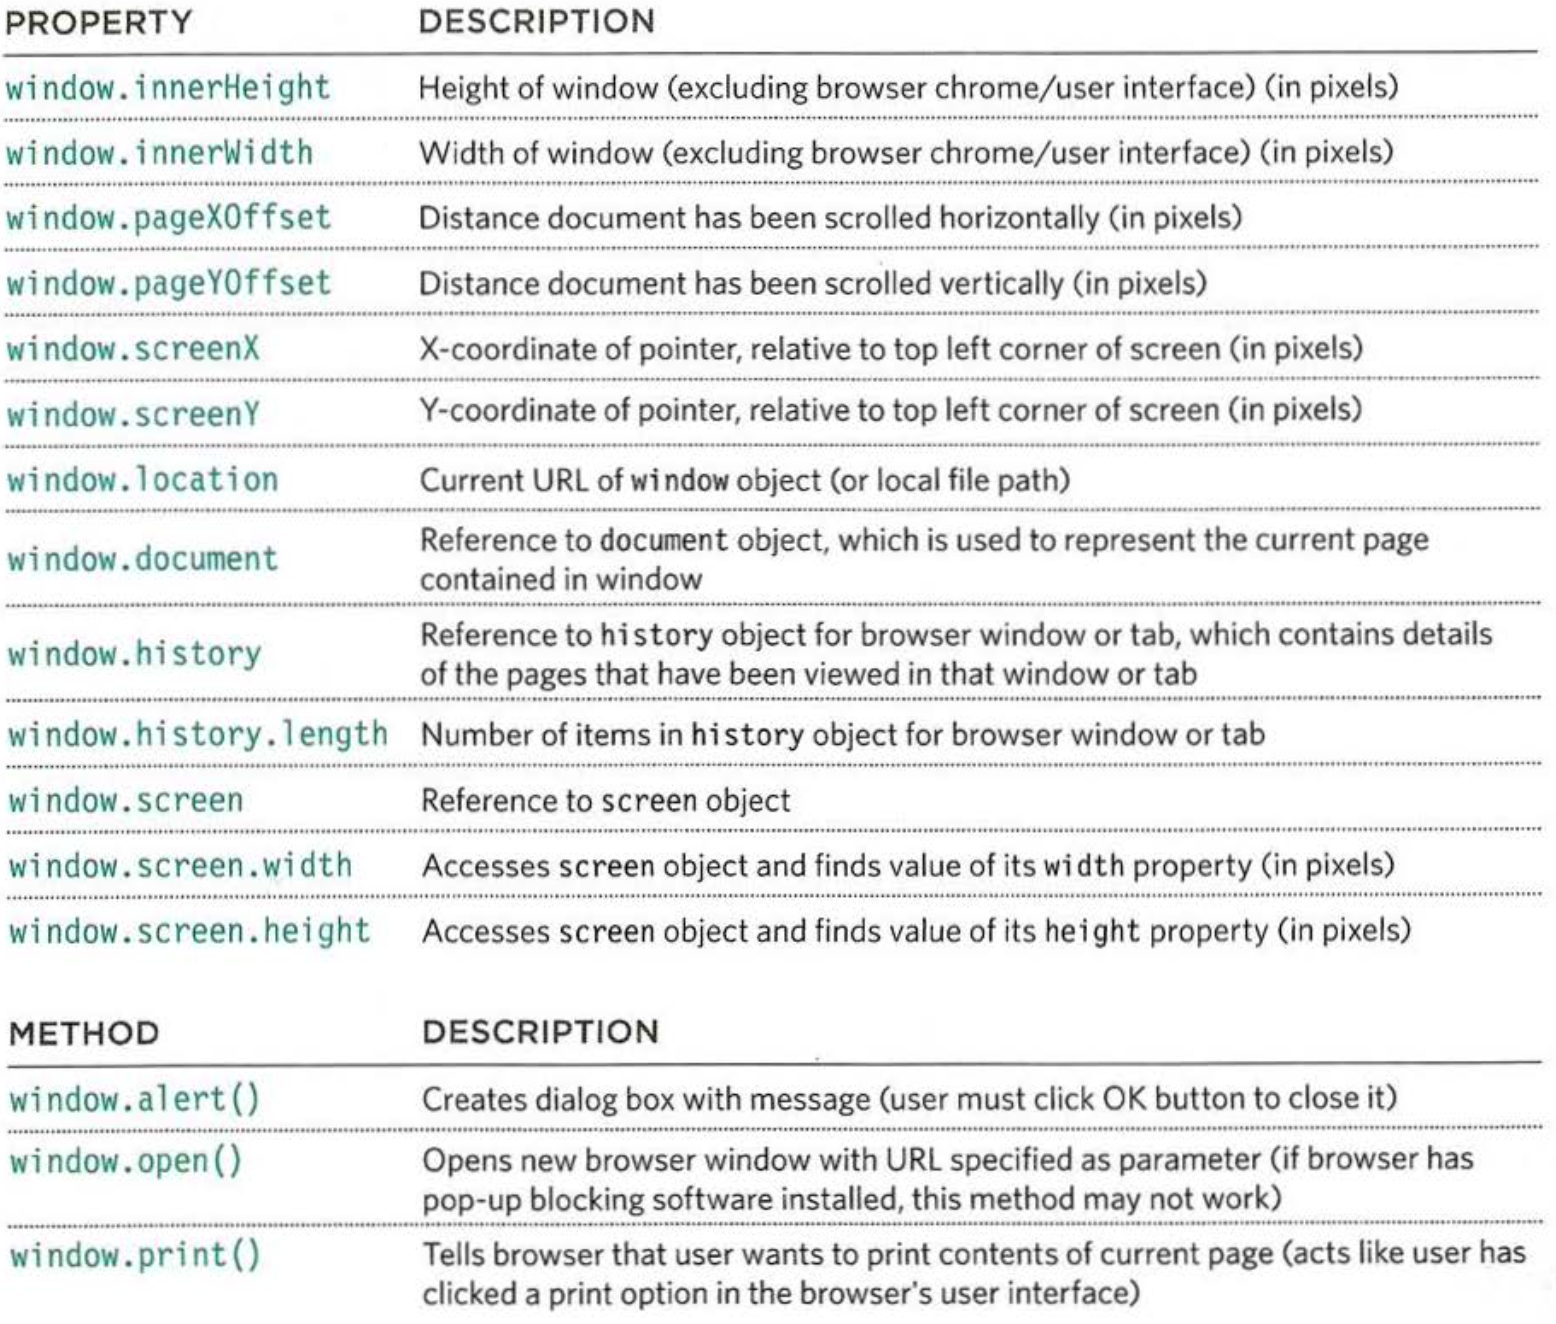 PROPERTY DESCRIPTION
window.innerHeight Height of window (excluding browser chrome/user interface) (in pixels)
window.innerWidth Width of window (excluding browser chrome/user interface) (in pixels)
window.pageXOffset Distance document has been scrolled horizontally (in pixels)
window.pageYOffset Distance document has been scrolled vertically (in pixels)
window.screenX X-coordinate of pointer, relative to top left corner of screen (in pixels)
window.screenY Y-coordinate of pointer, relative to top left corner of screen (in pixels)
window.location Current URL of window object (or local file path)
window.document Reference to document object, which is used to represent the current page
contained in window
window.history Reference to history object for browser window or tab, which contains details
of the pages that have been viewed in that window or tab
window.history.length Number of items in history object for browser window or tab
window.screen Reference to screen object
window.screen.width Accesses screen object and finds value of its width property (in pixels)
window.screen.height Accesses screen object and finds value of its height property (in pixels)
METHOD DESCRIPTION
window.alert() Creates dialog box with message (user must click OK button to close it)
window.open() Opens new browser window with URL specified as parameter (if browser has
pop-up blocking software installed, this method may not work)
window.print() Tells browser that user wants to print contents of current page (acts like user has
clicked a print option in the browser's user interface)